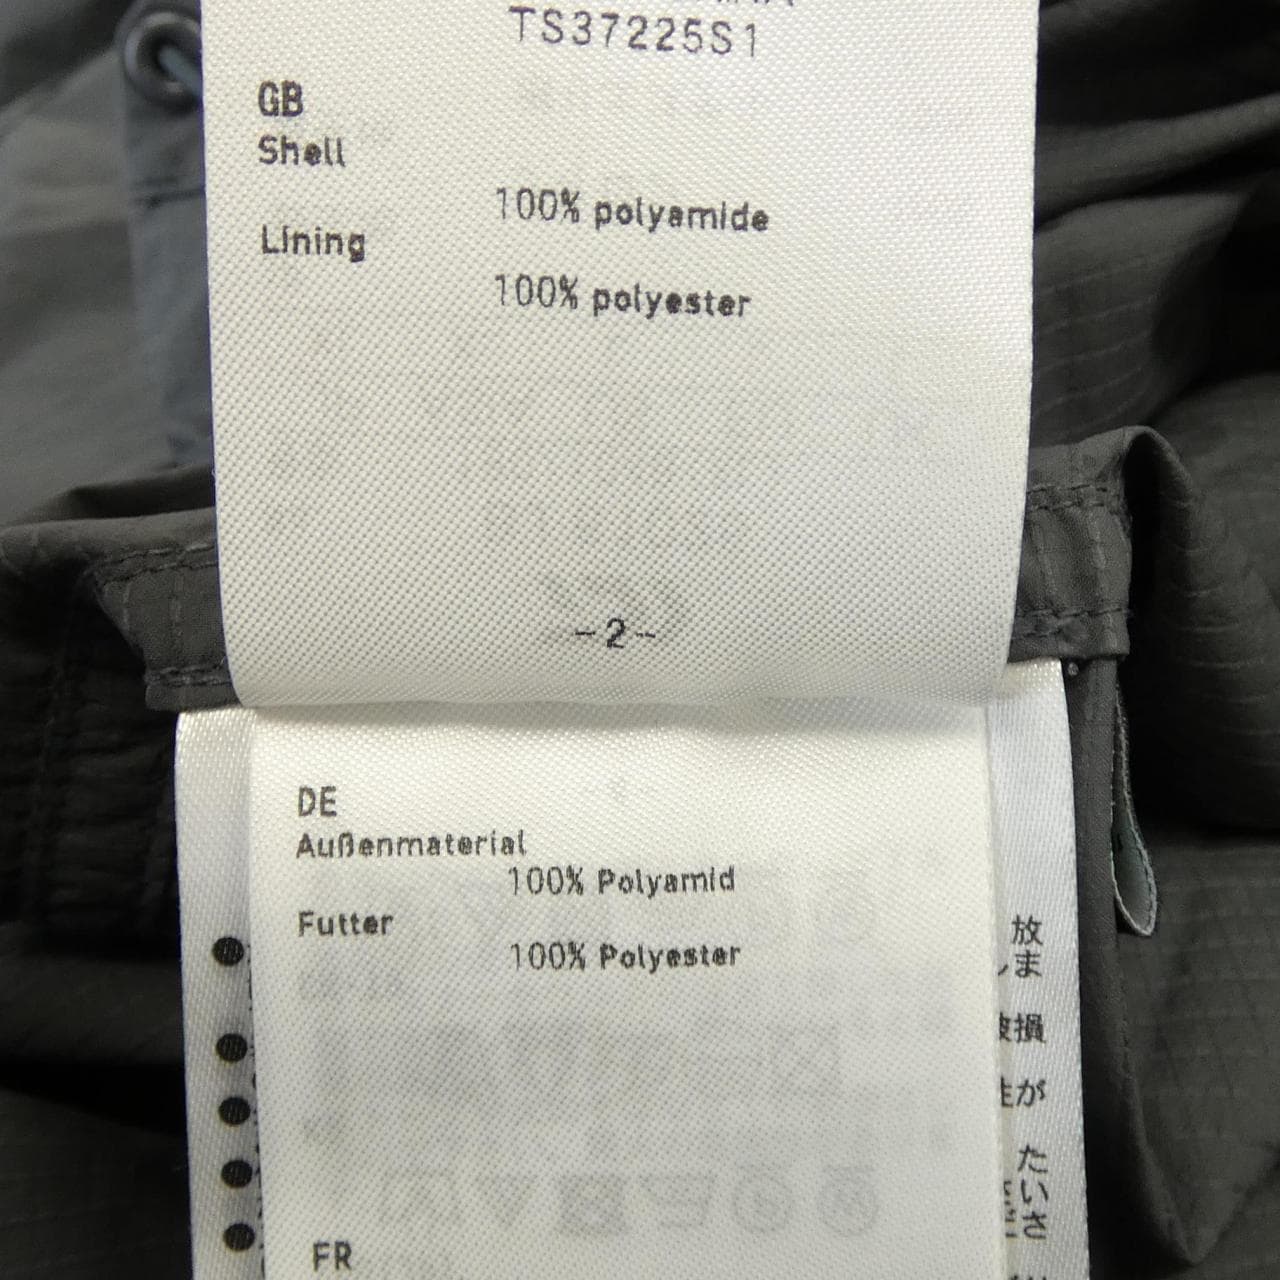 TS37225S1
GB
Shell
100% polyamide
Lining
100% polyester
-2-
DE
Außenmaterial
100% Polyamid
Futter
100% Polyester
FR
放
ま
損
が
た
い
さ